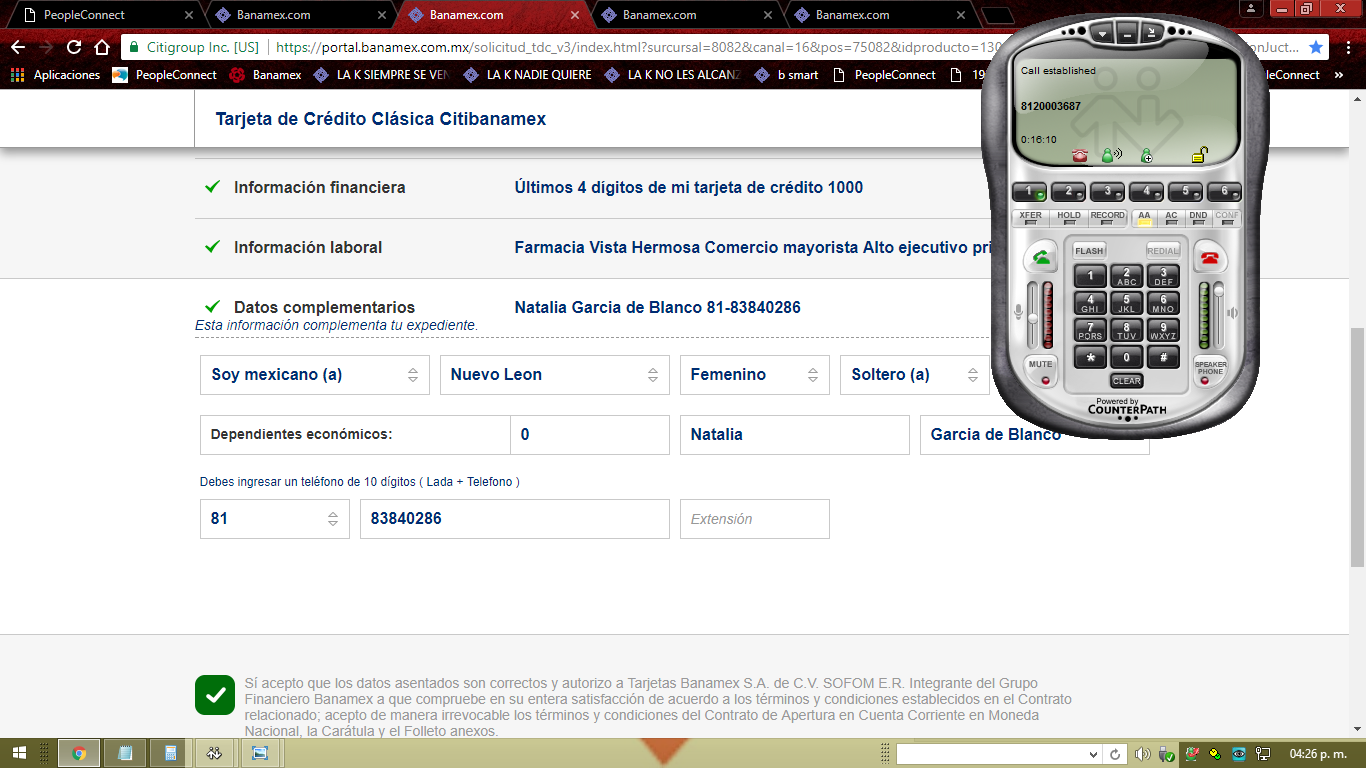 PeopleConnect
Banamex.com
Banamex.com
Banamex.com
Banamex.com
Citigroup Inc. [US]
https://portal.banamex.com.mx/solicitud_tdc_v3/index.html?surcursal=8082&canal=16&pos=75082&idproducto=130
onJuct...
Aplicaciones
PeopleConnect
Banamex
LA K SIEMPRE SE VEN
LA K NADIE QUIERE
LA K NO LES ALCANZ
b smart
PeopleConnect
19
leConnect
»
Tarjeta de Crédito Clásica Citibanamex
Información financiera
Últimos 4 dígitos de mi tarjeta de crédito 1000
Información laboral
Farmacia Vista Hermosa Comercio mayorista Alto ejecutivo pri
Datos complementarios
Natalia Garcia de Blanco 81-83840286
Esta información complementa tu expediente.
Soy mexicano (a)
Nuevo Leon
Femenino
Soltero (a)
Dependientes económicos:
0
Natalia
Garcia de Blanco
Debes ingresar un teléfono de 10 dígitos ( Lada + Telefono )
81
83840286
Extensión
Sí acepto que los datos asentados son correctos y autorizo a Tarjetas Banamex S.A. de C.V. SOFOM E.R. Integrante del Grupo
Financiero Banamex a que compruebe en su entera satisfacción de acuerdo a los términos y condiciones establecidos en el Contrato
relacionado; acepto de manera irrevocable los términos y condiciones del Contrato de Apertura en Cuenta Corriente en Moneda
Nacional, la Carátula y el Folleto anexos.
Call established
8120003687
0:16:10
1 2 3 4 5 6
XFER HOLD RECORD AA AC DND CONF
FLASH REDIAL
1 2 ABC 3 DEF
4 GHI 5 JKL 6 MNO
7 PQRS 8 TUV 9 WXYZ
* 0 #
MUTE
SPEAKER
PHONE
CLEAR
Powered by
COUNTERPATH
04:26 p. m.